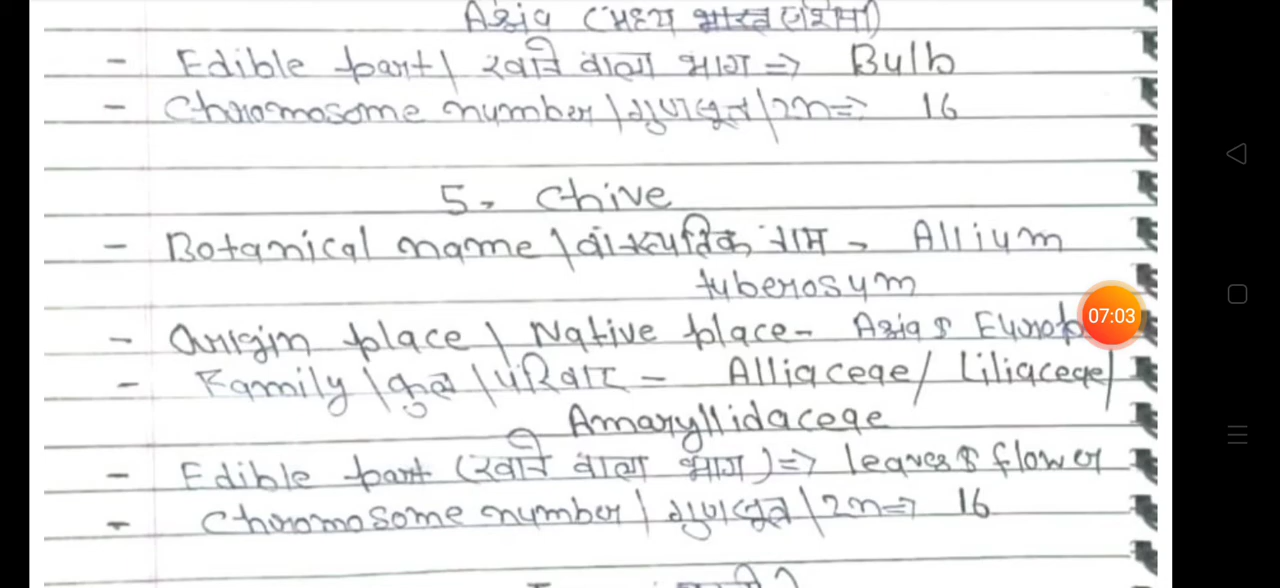 Asia (मध्य भारत एशिया)
- Edible part | खाने वाला भाग => Bulb
- Chromosome number | गुणसूत्र | 2n => 16
5. Chive
- Botanical name | वानस्पतिक नाम - Allium
tuberosym
- Origin place | Native place - Asia & Europ
07:03
- Family | कुल | परिवार - Alliaceae / Liliaceae/
Amaryllidaceae
- Edible part (खाने वाला भाग) => leaves & flower
- Chromosome number | गुणसूत्र | 2n => 16